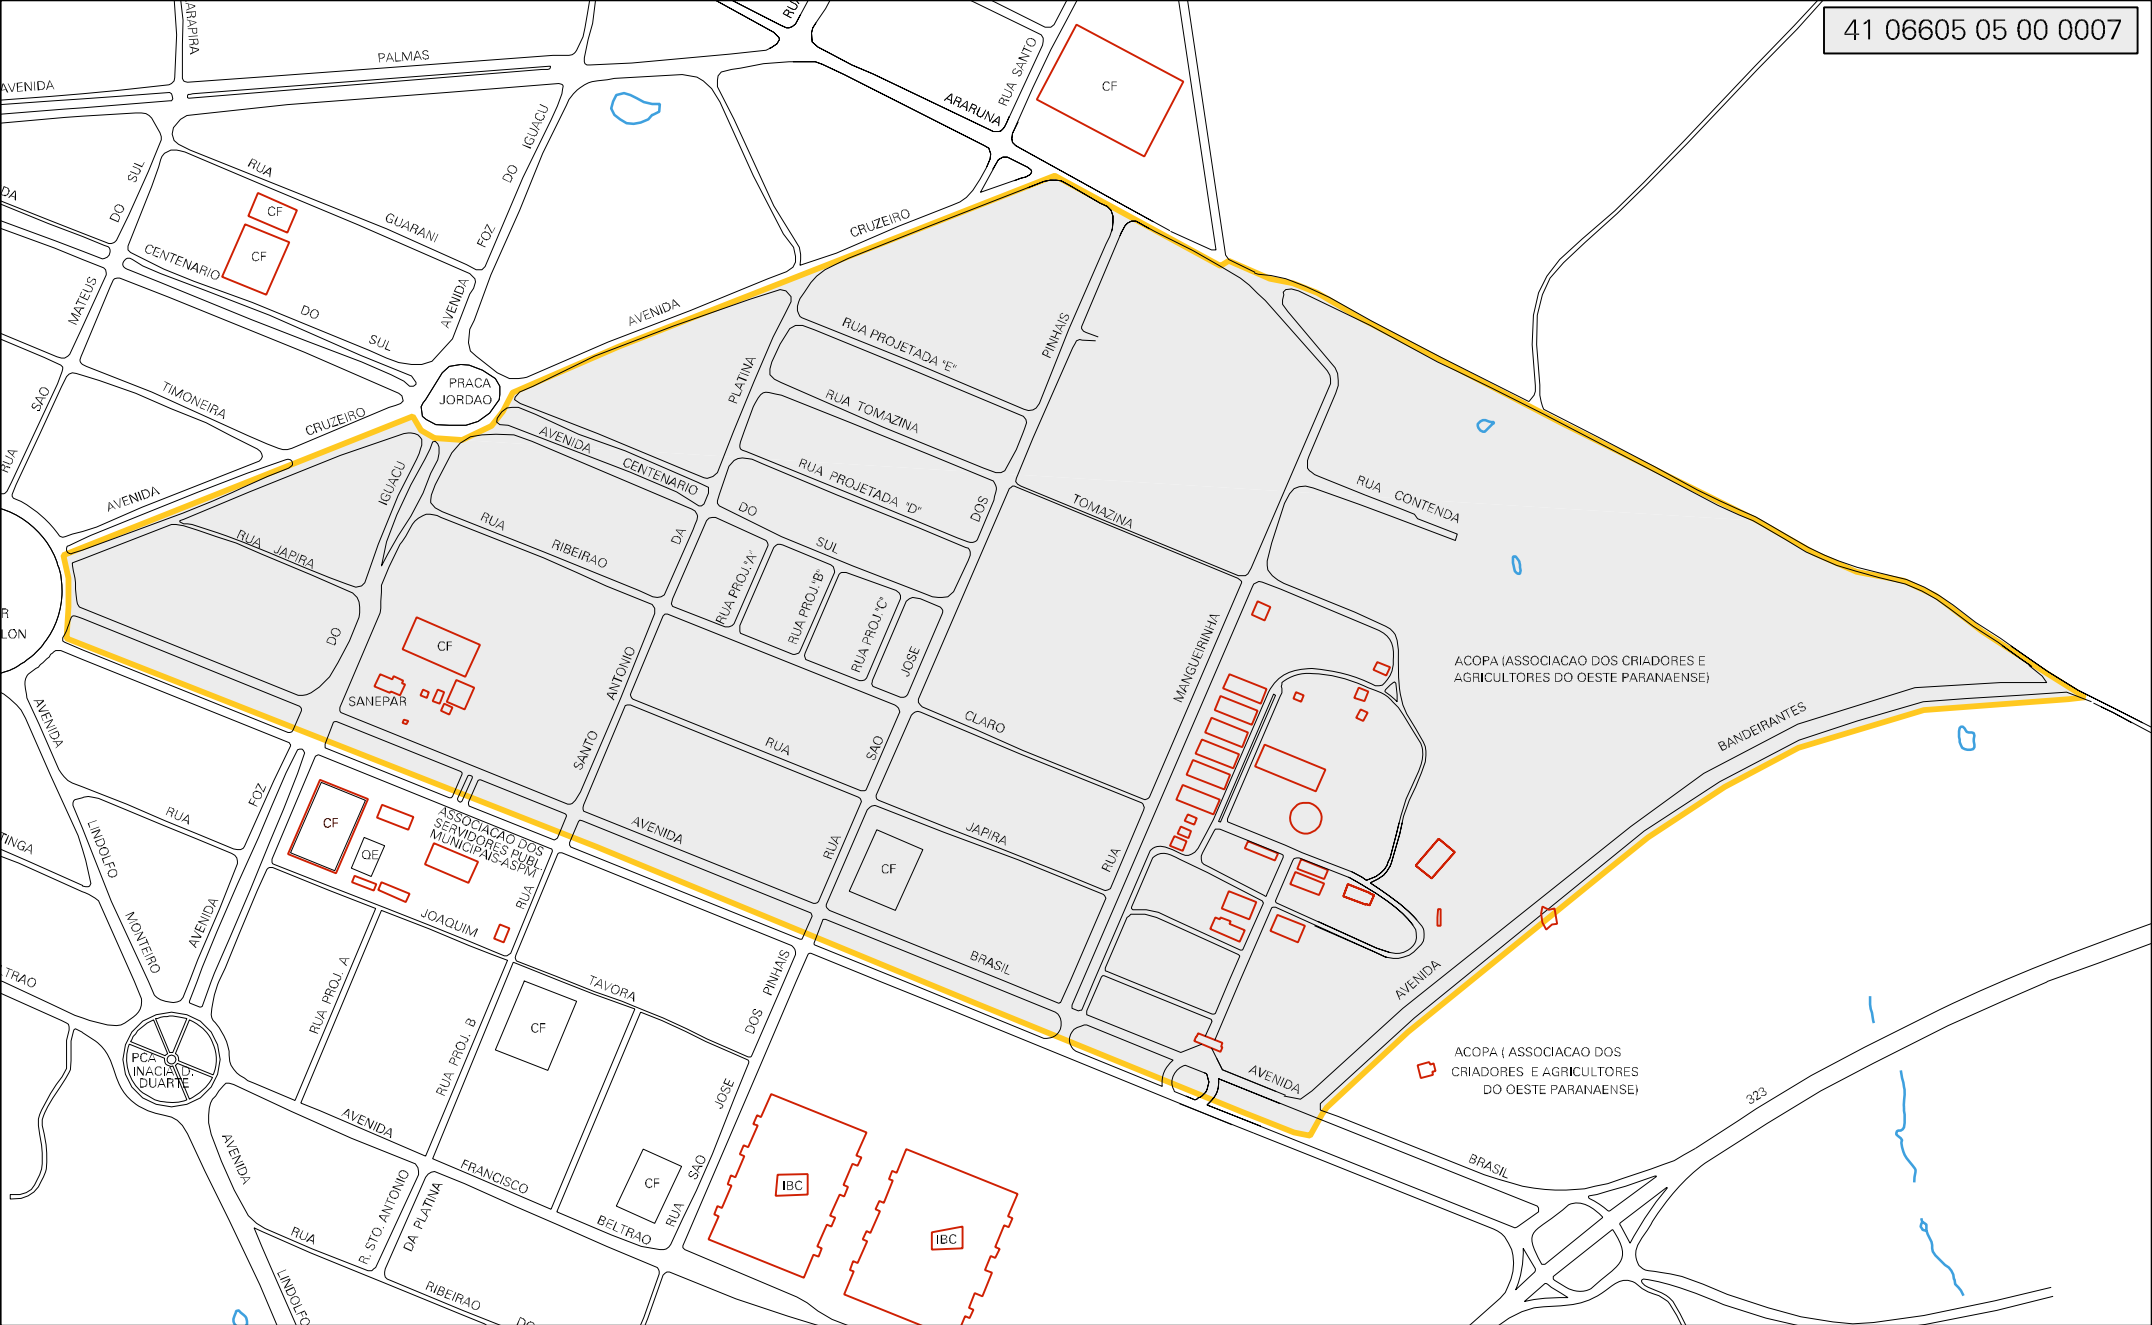 41 06605 05 00 0007
ARAPIRA
PALMAS
AVENIDA
RUA SANTO
CF
ARARUNA
IGUACU
DO
FOZ
AVENIDA
RUA
GUARANI
SUL
DO
MATEUS
SAO
RUA
DA
CF
CF
CENTENARIO
DO
SUL
CRUZEIRO
AVENIDA
PRACA
JORDAO
TIMONEIRA
CRUZEIRO
AVENIDA
PINHAIS
PLATINA
RUA PROJETADA "E"
RUA TOMAZINA
RUA PROJETADA "D"
AVENIDA
CENTENARIO
DO
SUL
DOS
TOMAZINA
RUA CONTENDA
IGUACU
RUA JAPIRA
DO
RUA
RIBEIRAO
DA
RUA PROJ."A"
RUA PROJ."B"
RUA PROJ."C"
JOSE
R
LON
CF
SANEPAR
ANTONIO
SANTO
MANGUEIRINHA
ACOPA (ASSOCIACAO DOS CRIADORES E
AGRICULTORES DO OESTE PARANAENSE)
BANDEIRANTES
CLARO
RUA
SAO
AVENIDA
FOZ
RUA
LINDOLFO
TINGA
MONTEIRO
AVENIDA
CF
QE
ASSOCIACAO DOS
SERVIDORES PUBL.
MUNICIPAIS-ASPM
RUA
JOAQUIM
AVENIDA
RUA
CF
JAPIRA
RUA
BRASIL
AVENIDA
LTRAO
RUA PROJ. A
RUA PROJ. B
TAVORA
CF
PINHAIS
DOS
JOSE
SAO
RUA
PCA
INACIA D.
DUARTE
AVENIDA
AVENIDA
FRANCISCO
BELTRAO
CF
IBC
IBC
AVENIDA
ACOPA ( ASSOCIACAO DOS
CRIADORES E AGRICULTORES
DO OESTE PARANAENSE)
323
BRASIL
R. STO. ANTONIO
DA PLATINA
RUA
LINDOLFO
RIBEIRAO
DO